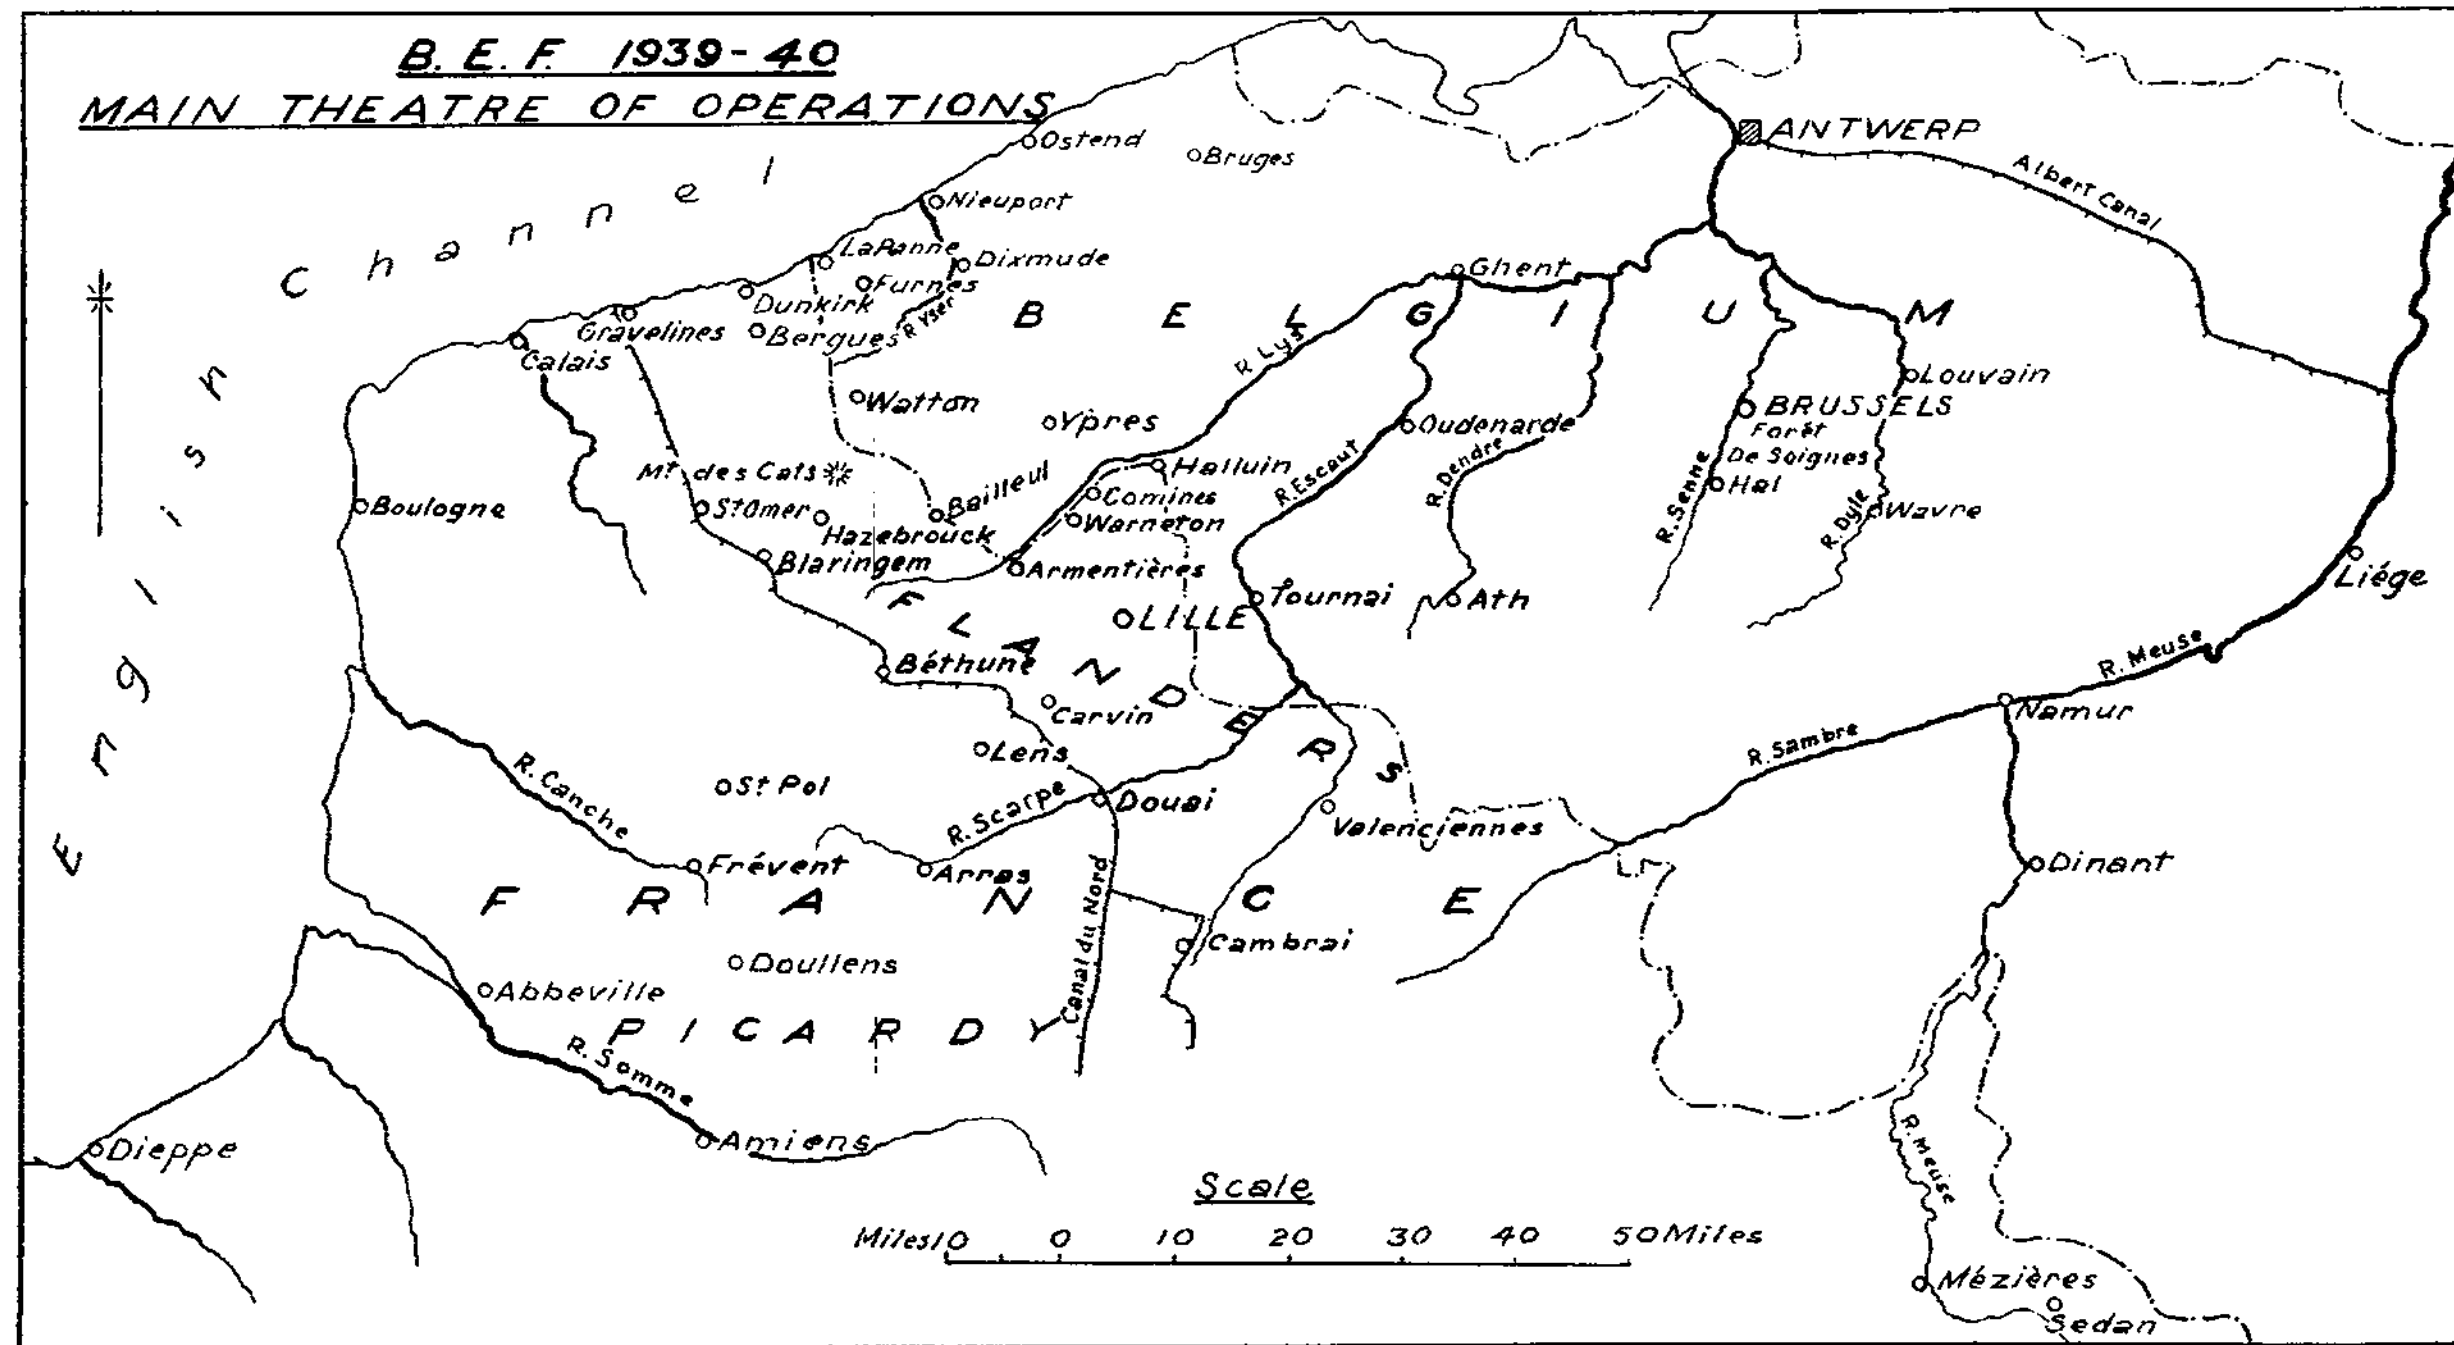 B. E. F. 1939-40
MAIN THEATRE OF OPERATIONS
English Channel
Ostend
Bruges
ANTWERP
Albert Canal
Nieuport
La Panne
Dixmude
Furnes
Ghent
Dunkirk
R. Yser
BELGIUM
Gravelines
Bergues
Calais
R. Lys
Louvain
Watton
Ypres
Oudenarde
BRUSSELS
Forêt
De Soignes
Mt. des Cats
Halluin
R. Escaut
R. Dendre
R. Senne
Hal
Bailleul
Comines
Boulogne
St Omer
Warneton
R. Dyle
Wavre
Hazebrouck
Blaringem
Armentières
Liége
FLANDERS
LILLE
Tournai
Ath
Béthune
R. Meuse
Carvin
Namur
Lens
R. Sambre
R. Canche
St Pol
R. Scarpe
Douai
Valenciennes
Frévent
Arras
Dinant
FRANCE
Canal du Nord
Cambrai
Doullens
Abbeville
PICARDY
R. Somme
Dieppe
Amiens
R. Meuse
Scale
Miles10 0 10 20 30 40 50 Miles
Mézières
Sedan